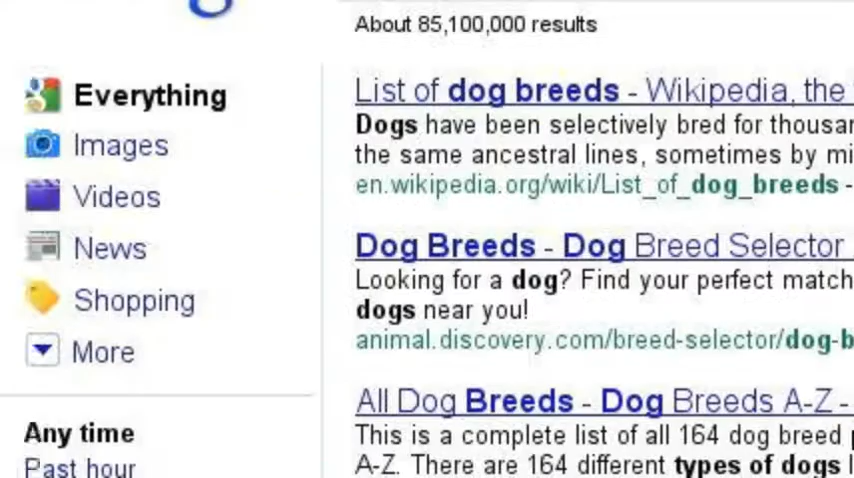 About 85,100,000 results
Everything
Images
Videos
News
Shopping
More
Any time
Past hour
List of dog breeds - Wikipedia, the
Dogs have been selectively bred for
the same ancestral lines, sometimes by
en.wikipedia.org/wiki/List_of_dog_breeds -
Dog Breeds - Dog Breed Selector
Looking for a dog? Find your perfect match
dogs near you!
animal.discovery.com/breed-selector/dog-b
All Dog Breeds - Dog Breeds A-Z -
This is a complete list of all 164 dog breed
A-Z. There are 164 different types of dogs